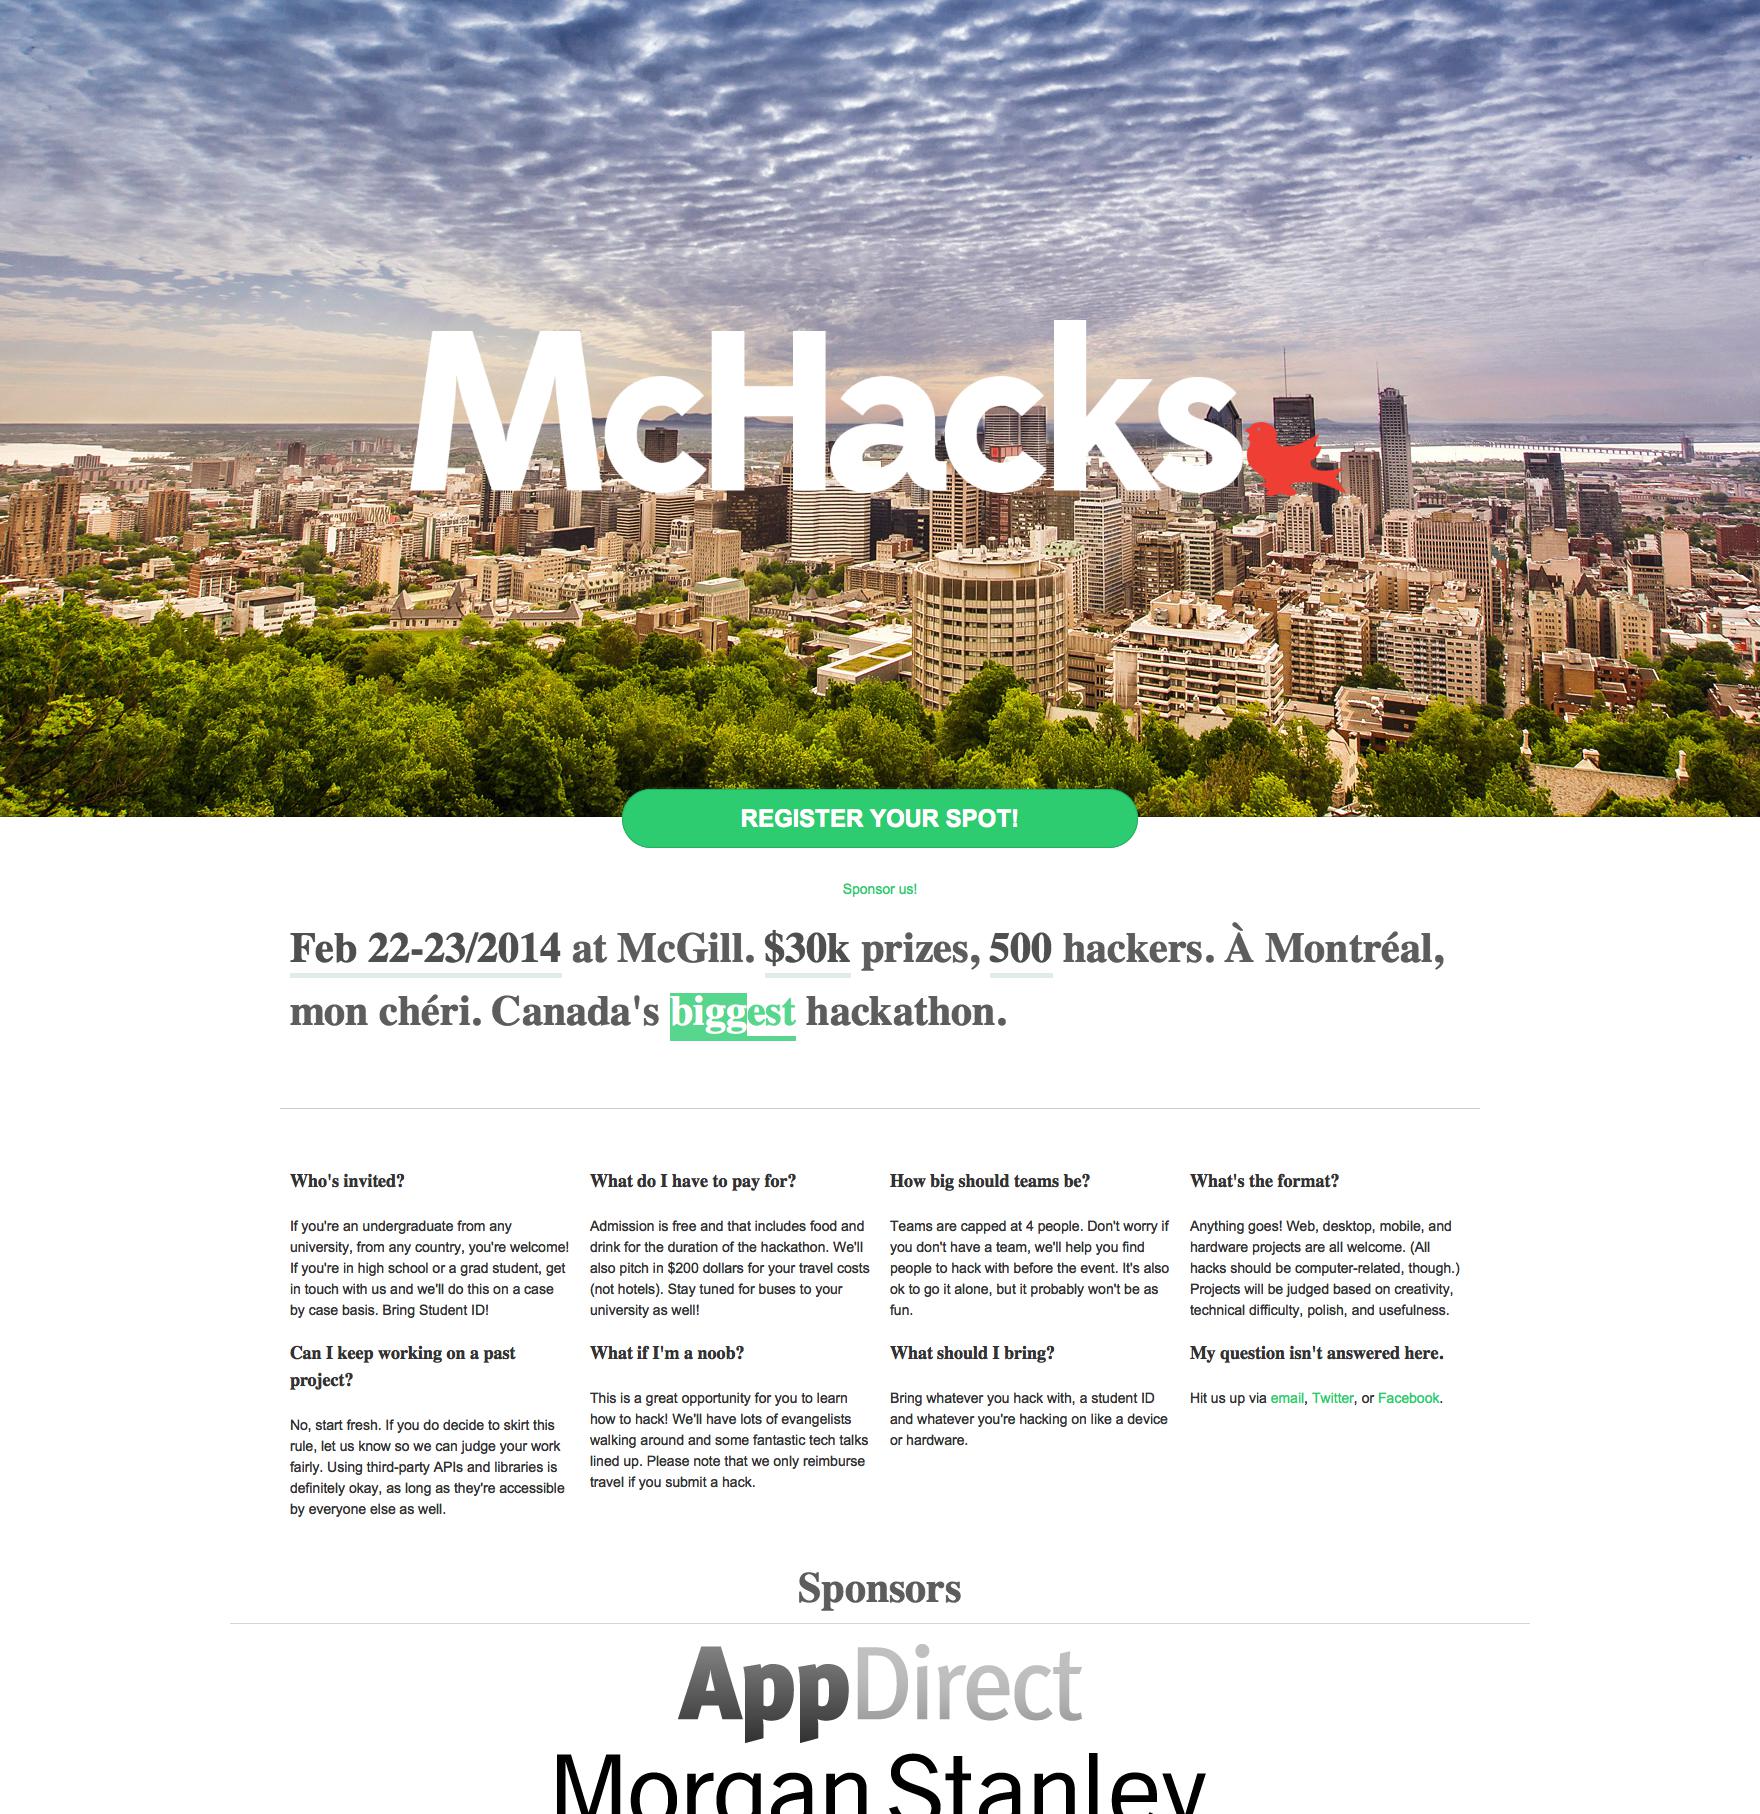 McHacks
REGISTER YOUR SPOT!
Sponsor us!
Feb 22-23/2014 at McGill. $30k prizes, 500 hackers. À Montréal,
mon chéri. Canada's biggest hackathon.
Who's invited?
If you're an undergraduate from any
university, from any country, you're welcome!
If you're in high school or a grad student, get
in touch with us and we'll do this on a case
by case basis. Bring Student ID!
What do I have to pay for?
Admission is free and that includes food and
drink for the duration of the hackathon. We'll
also pitch in $200 dollars for your travel costs
(not hotels). Stay tuned for buses to your
university as well!
How big should teams be?
Teams are capped at 4 people. Don't worry if
you don't have a team, we'll help you find
people to hack with before the event. It's also
ok to go it alone, but it probably won't be as
fun.
What's the format?
Anything goes! Web, desktop, mobile, and
hardware projects are all welcome. (All
hacks should be computer-related, though.)
Projects will be judged based on creativity,
technical difficulty, polish, and usefulness.
Can I keep working on a past
project?
No, start fresh. If you do decide to skirt this
rule, let us know so we can judge your work
fairly. Using third-party APIs and libraries is
definitely okay, as long as they're accessible
by everyone else as well.
What if I'm a noob?
This is a great opportunity for you to learn
how to hack! We'll have lots of evangelists
walking around and some fantastic tech talks
lined up. Please note that we only reimburse
travel if you submit a hack.
What should I bring?
Bring whatever you hack with, a student ID
and whatever you're hacking on like a device
or hardware.
My question isn't answered here.
Hit us up via email, Twitter, or Facebook.
Sponsors
AppDirect
Morgan Stanley